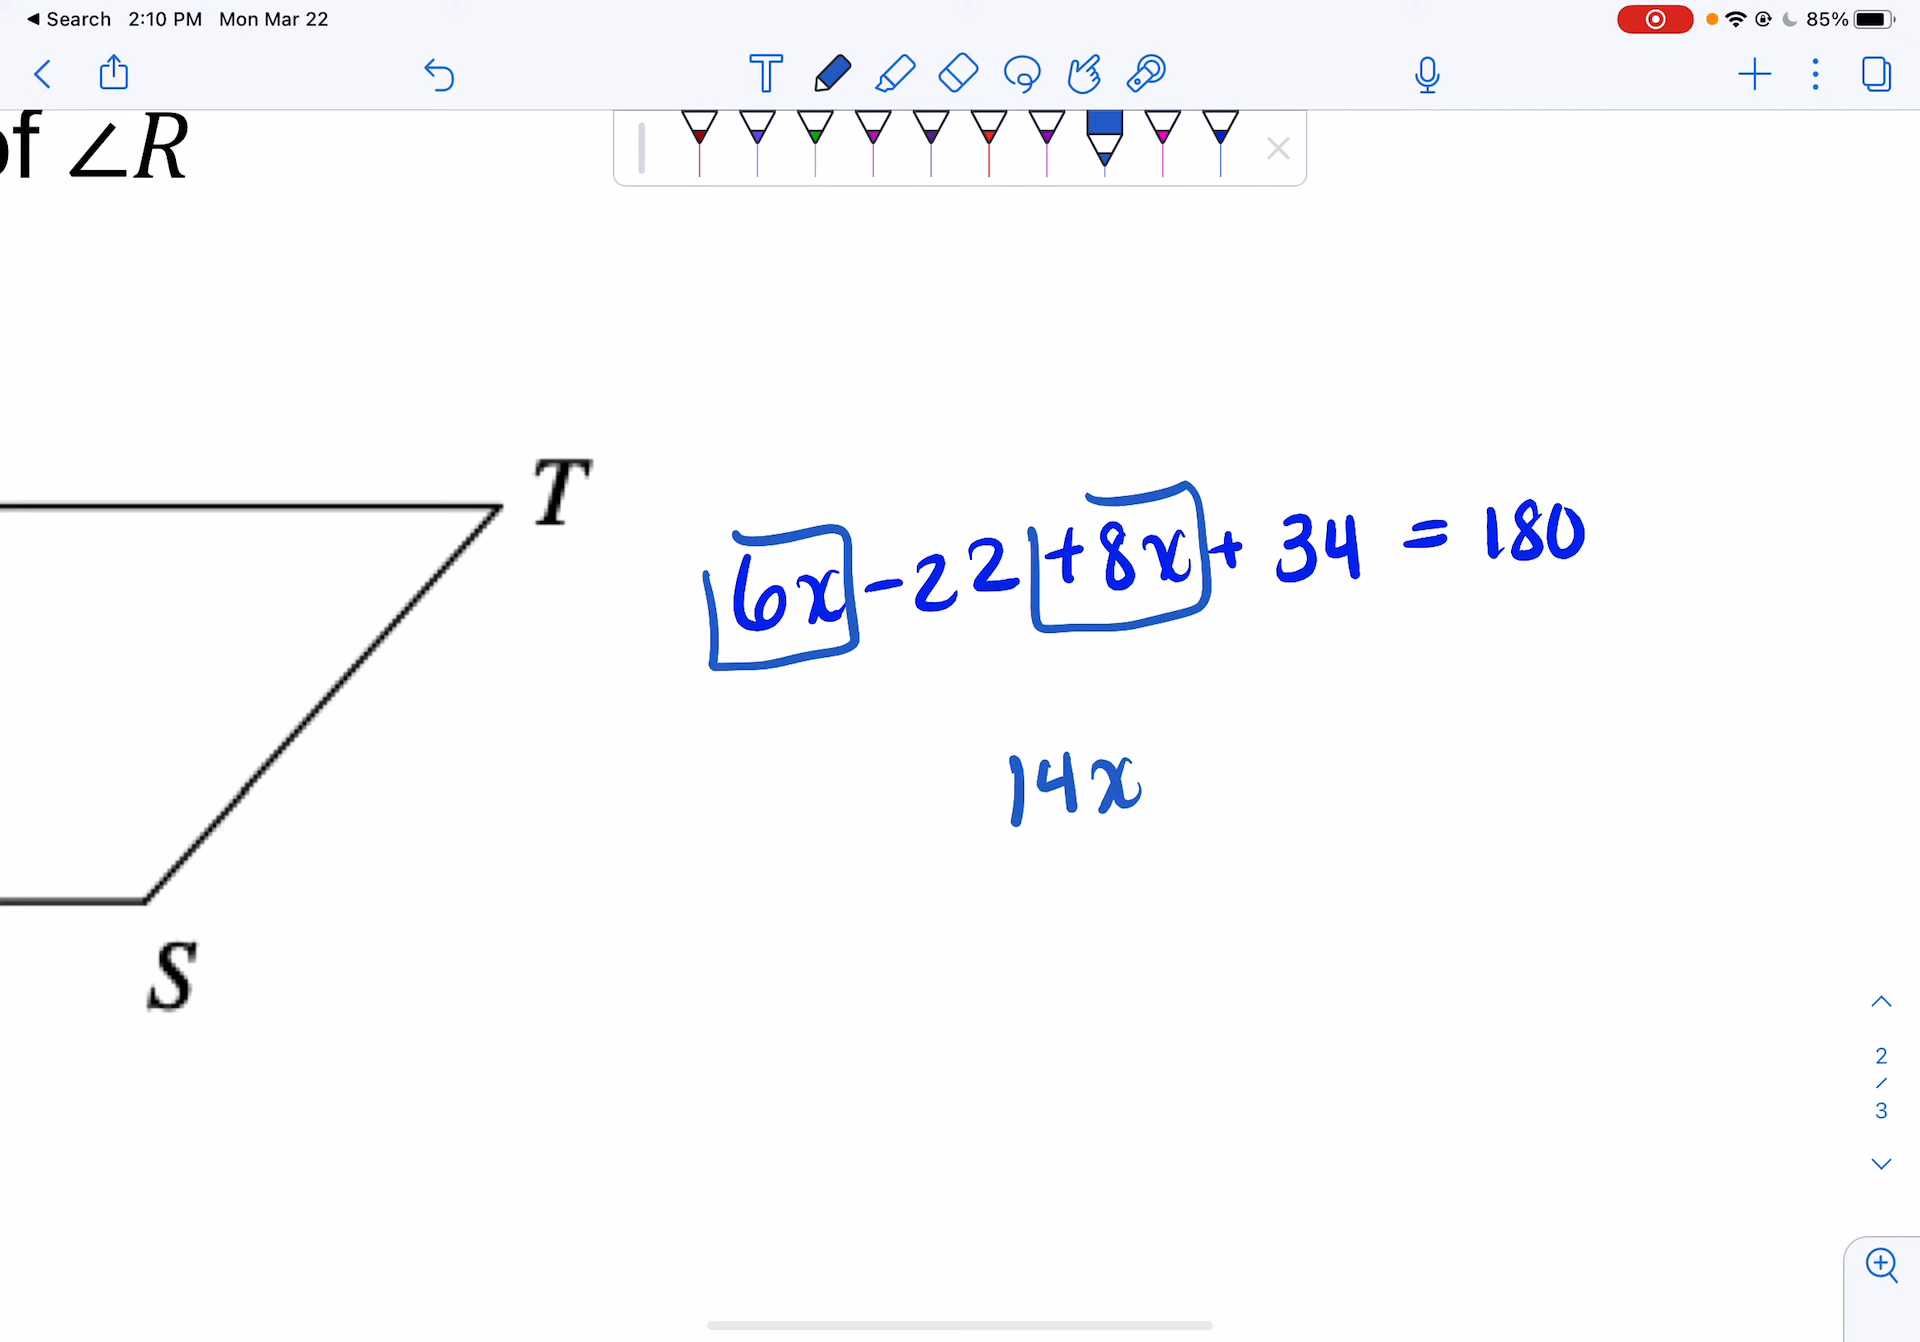 Search 2:10 PM Mon Mar 22 85%
of ∠R
T
6x - 22 + 8x + 34 = 180
14x
S
2
/
3